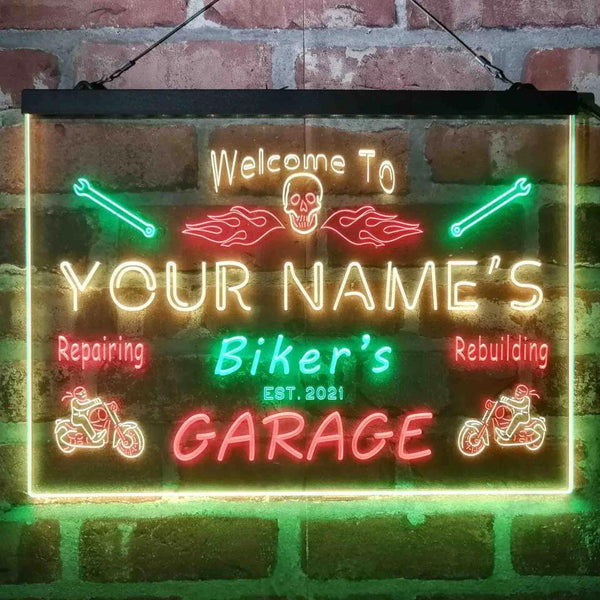 Welcome To
YOUR NAME'S
Repairing
Biker's
Rebuilding
EST. 2021
GARAGE